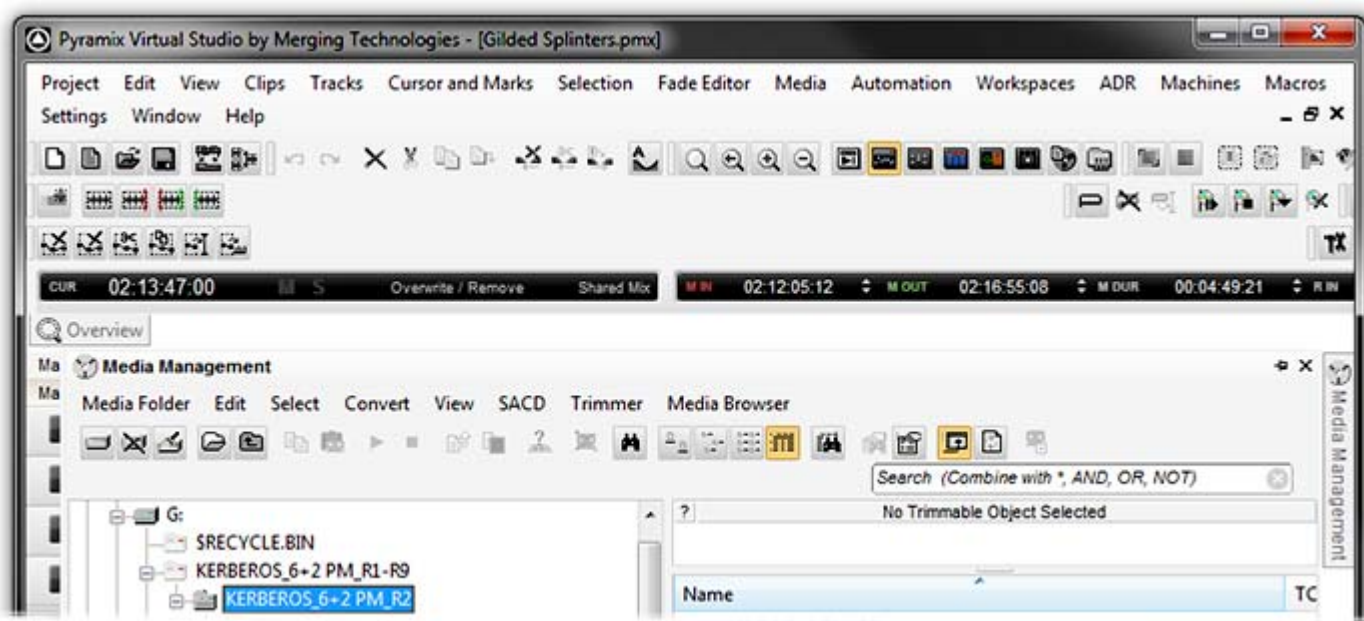 Pyramix Virtual Studio by Merging Technologies - [Gilded Splinters.pmx]
Project Edit View Clips Tracks Cursor and Marks Selection Fade Editor Media Automation Workspaces ADR Machines Macros
Settings Window Help
CUR 02:13:47:00 M S Overwrite / Remove Shared Mix M IN 02:12:05:12 M OUT 02:16:55:08 M DUR 00:04:49:21 R IN
Overview
Ma Media Management
Ma
Media Folder Edit Select Convert View SACD Trimmer Media Browser
Media Management
Search (Combine with *, AND, OR, NOT)
G:
? No Trimmable Object Selected
$RECYCLE.BIN
KERBEROS_6+2 PM_R1-R9
KERBEROS_6+2 PM_R2
Name TC